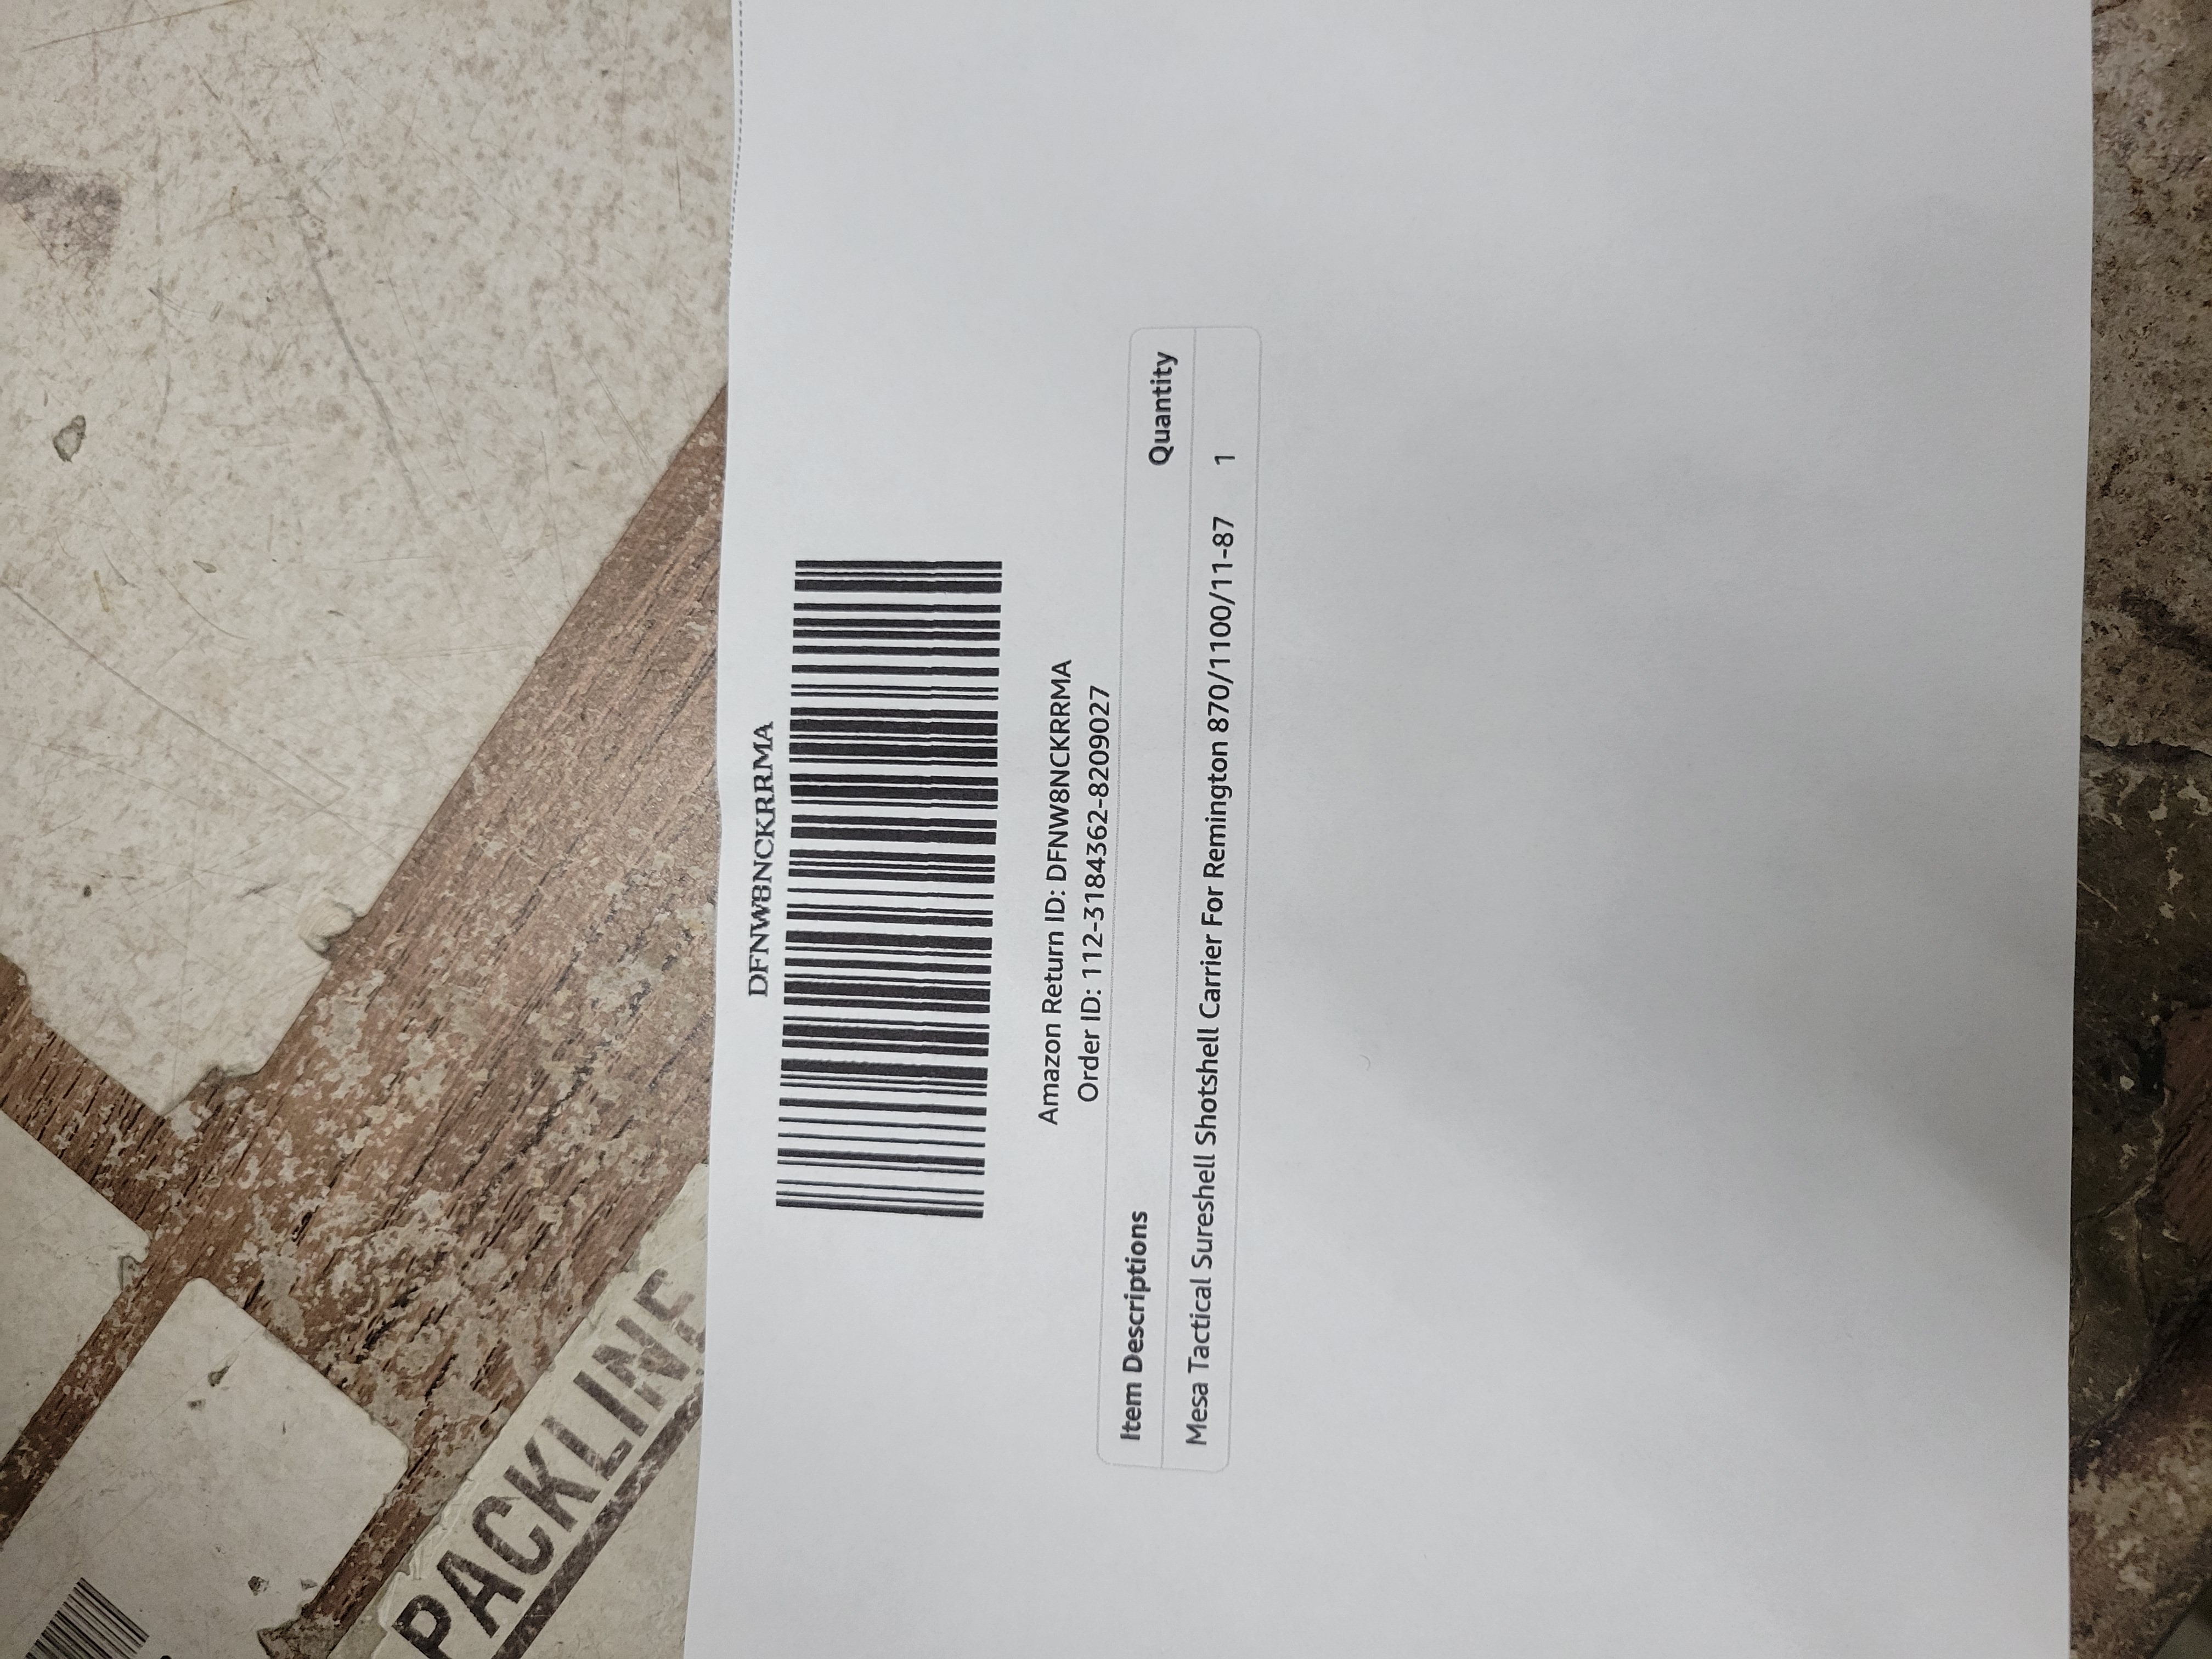 DFNW8NCKRRMA
Amazon Return ID: DFNW8NCKRRMA
Order ID: 112-3184362-8209027
Item Descriptions Quantity
Mesa Tactical Sureshell Shotshell Carrier For Remington 870/1100/11-87 1
PACKLINE